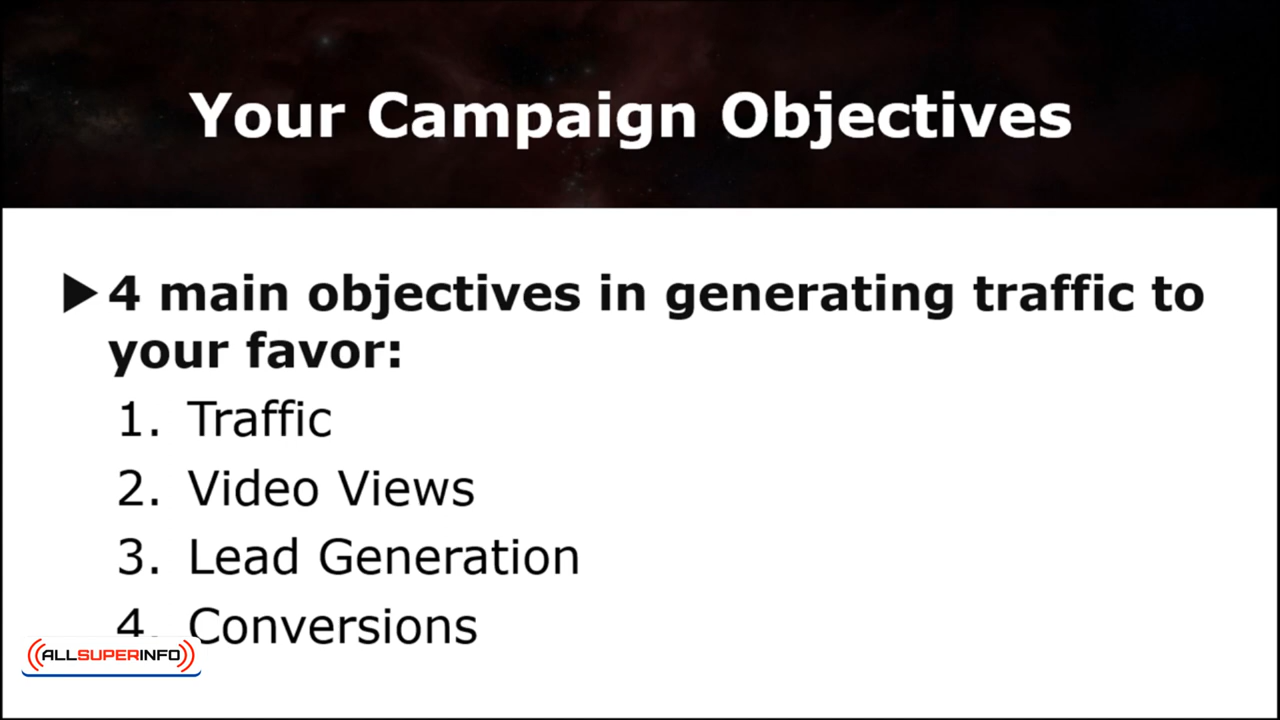 Your Campaign Objectives
4 main objectives in generating traffic to
your favor:
1. Traffic
2. Video Views
3. Lead Generation
4. Conversions
ALLSUPERINFO